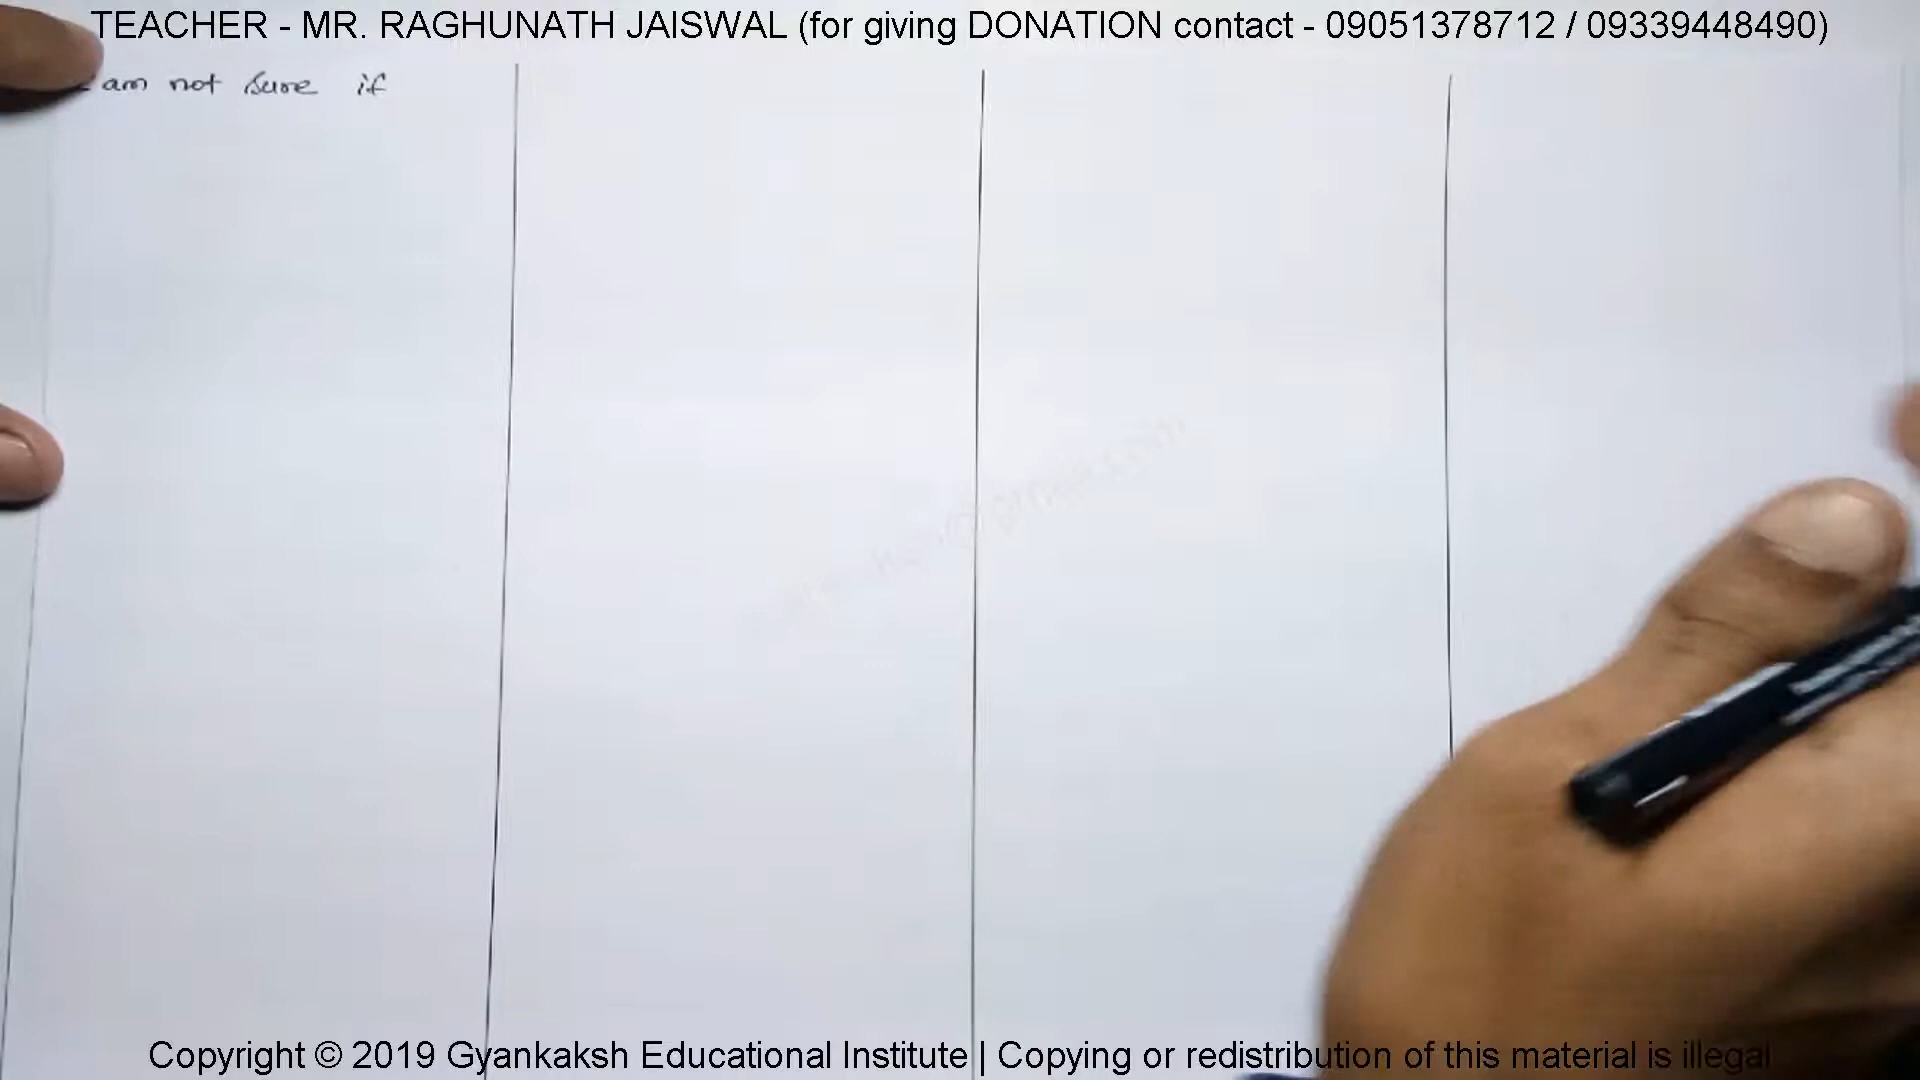 TEACHER - MR. RAGHUNATH JAISWAL (for giving DONATION contact - 09051378712 / 09339448490)
am not sure if
Copyright © 2019 Gyankaksh Educational Institute | Copying or redistribution of this material is illegal